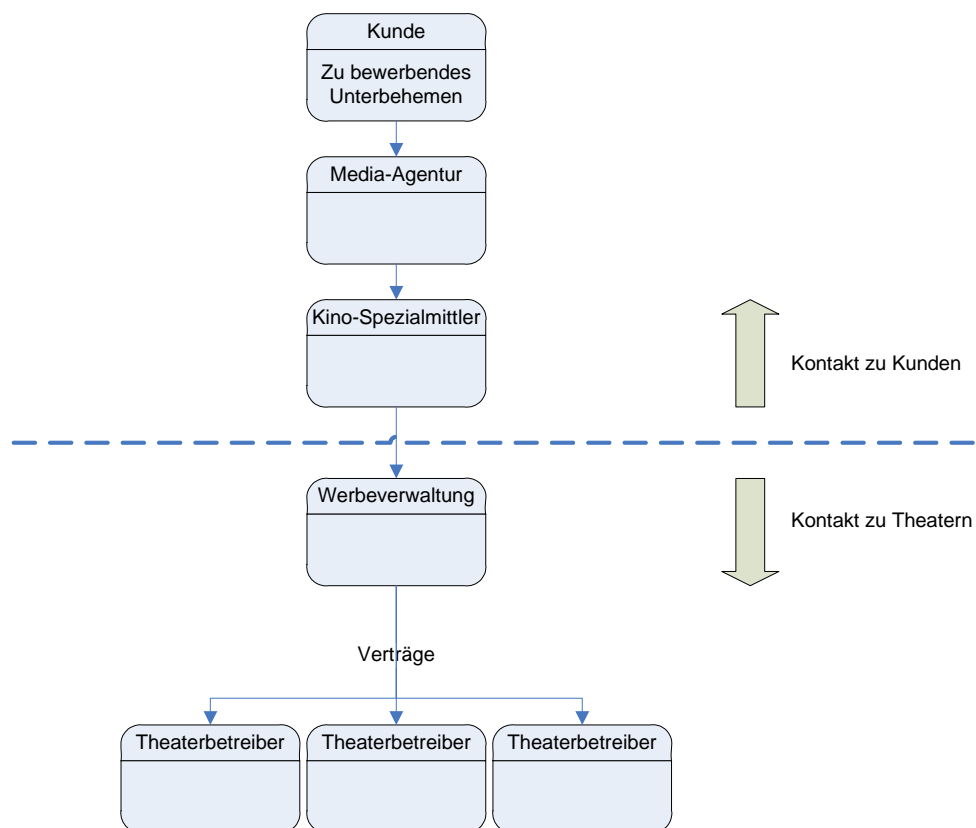 Kunde
Zu bewerbendes
Unterbehemen
Media-Agentur
Kino-Spezialmittler
Kontakt zu Kunden
Werbeverwaltung
Kontakt zu Theatern
Verträge
Theaterbetreiber
Theaterbetreiber
Theaterbetreiber